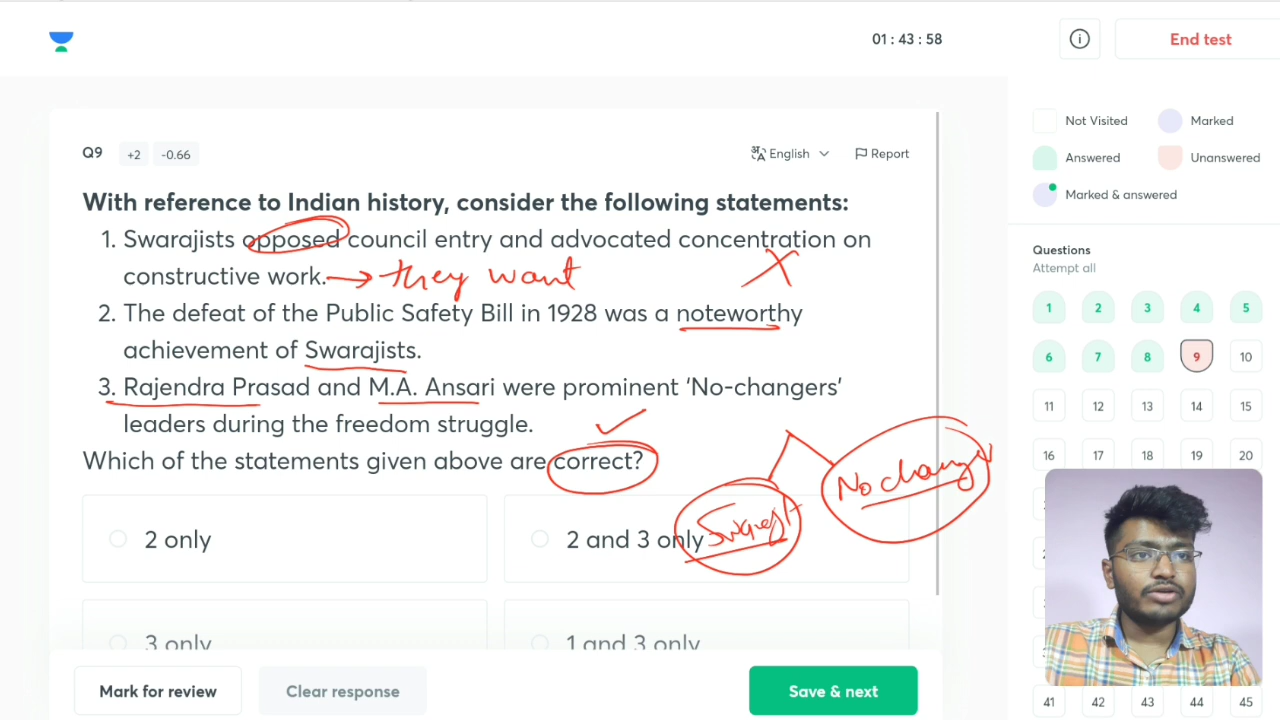 01 : 43 : 58
End test
Not Visited
Marked
Answered
Unanswered
Marked & answered
Q9
+2
-0.66
English
Report
With reference to Indian history, consider the following statements:
1. Swarajists opposed council entry and advocated concentration on
constructive work. → they want
2. The defeat of the Public Safety Bill in 1928 was a noteworthy
achievement of Swarajists.
3. Rajendra Prasad and M.A. Ansari were prominent ‘No-changers’
leaders during the freedom struggle.
Which of the statements given above are correct?
No changer
2 only
2 and 3 only
3 only
1 and 3 only
Mark for review
Clear response
Save & next
Questions
Attempt all
1 2 3 4 5
6 7 8 9 10
11 12 13 14 15
16 17 18 19 20
41 42 43 44 45